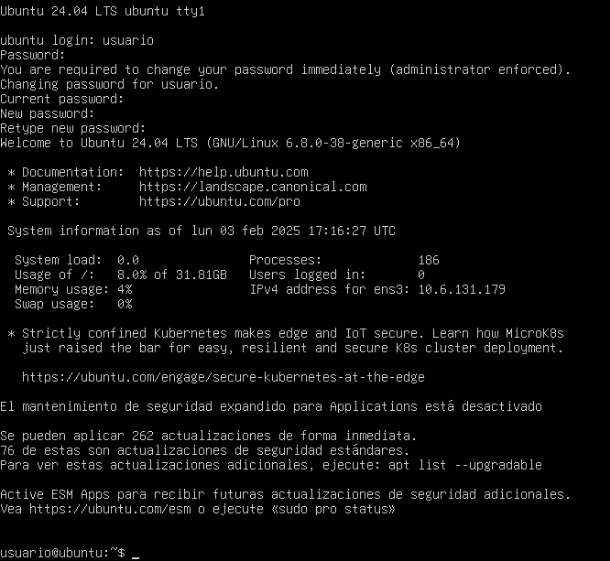 Ubuntu 24.04 LTS ubuntu tty1
ubuntu login: usuario
Password:
You are required to change your password immediately (administrator enforced).
Changing password for usuario.
Current password:
New password:
Retype new password:
Welcome to Ubuntu 24.04 LTS (GNU/Linux 6.8.0-38-generic x86_64)
* Documentation:  https://help.ubuntu.com
* Management:     https://landscape.canonical.com
* Support:        https://ubuntu.com/pro
System information as of lun 03 feb 2025 17:16:27 UTC
System load:  0.0                Processes:             186
Usage of /:   8.0% of 31.81GB   Users logged in:       0
Memory usage: 4%                 IPv4 address for ens3: 10.6.131.179
Swap usage:   0%
* Strictly confined Kubernetes makes edge and IoT secure. Learn how MicroK8s
just raised the bar for easy, resilient and secure K8s cluster deployment.
https://ubuntu.com/engage/secure-kubernetes-at-the-edge
El mantenimiento de seguridad expandido para Applications está desactivado
Se pueden aplicar 262 actualizaciones de forma inmediata.
76 de estas son actualizaciones de seguridad estándares.
Para ver estas actualizaciones adicionales, ejecute: apt list --upgradable
Active ESM Apps para recibir futuras actualizaciones de seguridad adicionales.
Vea https://ubuntu.com/esm o ejecute «sudo pro status»
usuario@ubuntu:~$ _